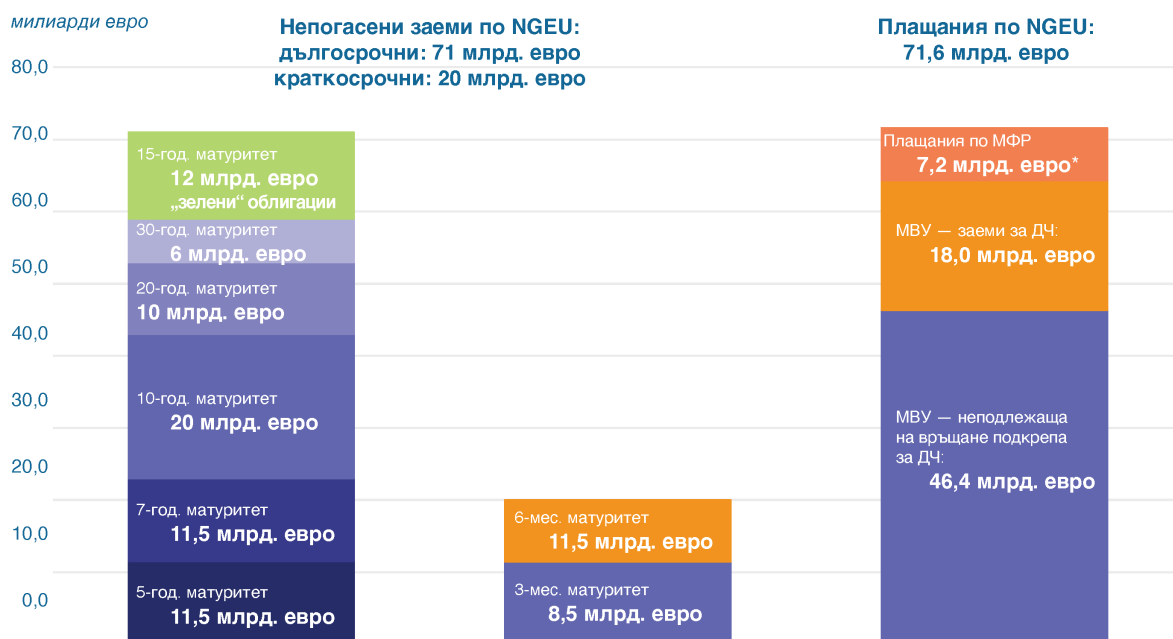 милиарди евро
Непогасени заеми по NGEU:
дългосрочни: 71 млрд. евро
краткосрочни: 20 млрд. евро
Плащания по NGEU:
71,6 млрд. евро
80,0
70,0
60,0
50,0
40,0
30,0
20,0
10,0
0,0
15-год. матуритет
12 млрд. евро
„зелени“ облигации
30-год. матуритет
6 млрд. евро
20-год. матуритет
10 млрд. евро
10-год. матуритет
20 млрд. евро
7-год. матуритет
11,5 млрд. евро
5-год. матуритет
11,5 млрд. евро
6-мес. матуритет
11,5 млрд. евро
3-мес. матуритет
8,5 млрд. евро
Плащания по МФР
7,2 млрд. евро*
МВУ — заеми за ДЧ:
18,0 млрд. евро
МВУ — неподлежаща
на връщане подкрепа
за ДЧ:
46,4 млрд. евро